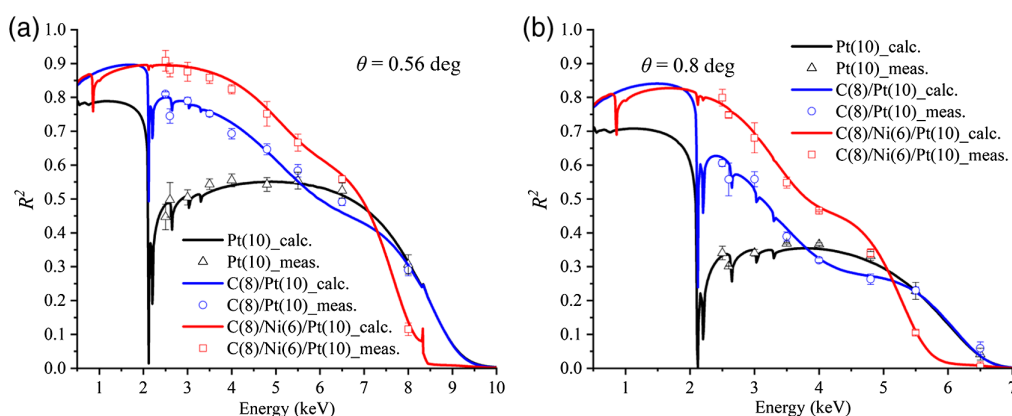 (a)
1.0
0.9
0.8
0.7
0.6
0.5
0.4
0.3
0.2
0.1
0.0
R²
θ = 0.56 deg
Pt(10)_calc.
Pt(10)_meas.
C(8)/Pt(10)_calc.
C(8)/Pt(10)_meas.
C(8)/Ni(6)/Pt(10)_calc.
C(8)/Ni(6)/Pt(10)_meas.
1 2 3 4 5 6 7 8 9 10
Energy (keV)
(b)
1.0
0.9
0.8
0.7
0.6
0.5
0.4
0.3
0.2
0.1
0.0
R²
θ = 0.8 deg
Pt(10)_calc.
Pt(10)_meas.
C(8)/Pt(10)_calc.
C(8)/Pt(10)_meas.
C(8)/Ni(6)/Pt(10)_calc.
C(8)/Ni(6)/Pt(10)_meas.
1 2 3 4 5 6 7
Energy (keV)